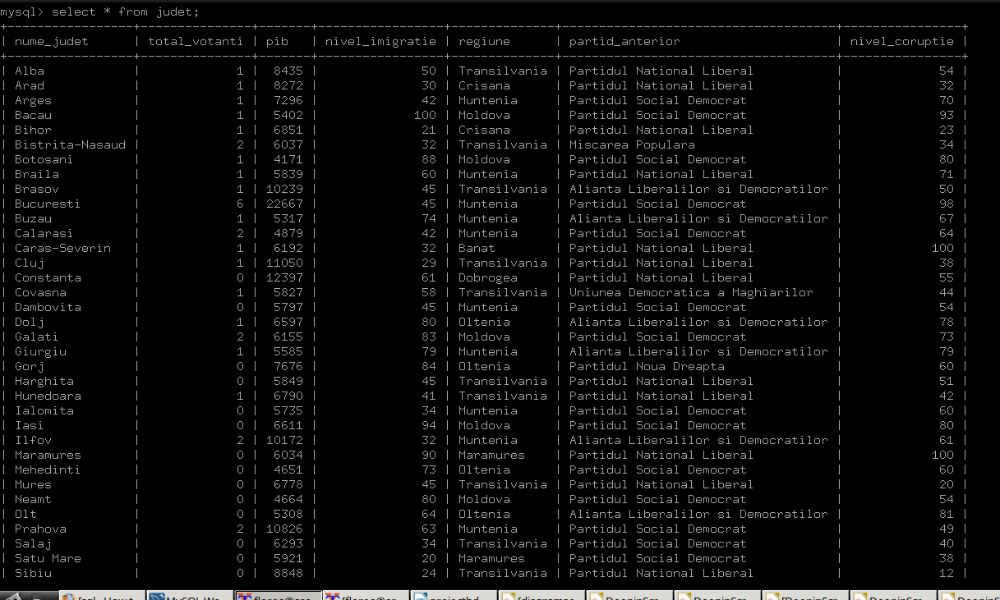 mysql> select * from judet;
+-----------------+----------------+-------+------------------+--------------+-------------------------------------+-----------------+
| nume_judet | total_votanti | pib | nivel_imigratie | regiune | partid_anterior | nivel_coruptie |
+-----------------+----------------+-------+------------------+--------------+-------------------------------------+-----------------+
| Alba | 1 | 8435 | 50 | Transilvania | Partidul National Liberal | 54 |
| Arad | 1 | 8272 | 30 | Crisana | Partidul National Liberal | 32 |
| Arges | 1 | 7296 | 42 | Muntenia | Partidul Social Democrat | 70 |
| Bacau | 1 | 5402 | 100 | Moldova | Partidul Social Democrat | 93 |
| Bihor | 1 | 6851 | 21 | Crisana | Partidul National Liberal | 23 |
| Bistrita-Nasaud | 2 | 6037 | 32 | Transilvania | Miscarea Populara | 34 |
| Botosani | 1 | 4171 | 88 | Moldova | Partidul Social Democrat | 80 |
| Braila | 1 | 5839 | 60 | Muntenia | Partidul National Liberal | 71 |
| Brasov | 1 | 10239 | 45 | Transilvania | Alianta Liberalilor si Democratilor | 50 |
| Bucuresti | 6 | 22667 | 45 | Muntenia | Partidul Social Democrat | 98 |
| Buzau | 1 | 5317 | 74 | Muntenia | Alianta Liberalilor si Democratilor | 67 |
| Calarasi | 2 | 4879 | 42 | Muntenia | Partidul Social Democrat | 64 |
| Caras-Severin | 1 | 6192 | 32 | Banat | Partidul National Liberal | 100 |
| Cluj | 1 | 11050 | 29 | Transilvania | Partidul National Liberal | 38 |
| Constanta | 0 | 12397 | 61 | Dobrogea | Partidul National Liberal | 55 |
| Covasna | 1 | 5827 | 58 | Transilvania | Uniunea Democratica a Maghiarilor | 44 |
| Dambovita | 0 | 5797 | 45 | Muntenia | Partidul Social Democrat | 54 |
| Dolj | 1 | 6597 | 80 | Oltenia | Alianta Liberalilor si Democratilor | 78 |
| Galati | 2 | 6155 | 83 | Moldova | Partidul Social Democrat | 73 |
| Giurgiu | 1 | 5585 | 79 | Muntenia | Alianta Liberalilor si Democratilor | 79 |
| Gorj | 0 | 7676 | 84 | Oltenia | Partidul Noua Dreapta | 60 |
| Harghita | 0 | 5849 | 45 | Transilvania | Partidul National Liberal | 51 |
| Hunedoara | 1 | 6790 | 41 | Transilvania | Partidul National Liberal | 42 |
| Ialomita | 0 | 5735 | 34 | Muntenia | Partidul Social Democrat | 60 |
| Iasi | 0 | 6611 | 94 | Moldova | Partidul Social Democrat | 80 |
| Ilfov | 2 | 10172 | 32 | Muntenia | Alianta Liberalilor si Democratilor | 61 |
| Maramures | 0 | 6034 | 90 | Maramures | Partidul National Liberal | 100 |
| Mehedinti | 0 | 4651 | 73 | Oltenia | Partidul Social Democrat | 60 |
| Mures | 0 | 6778 | 45 | Transilvania | Partidul National Liberal | 20 |
| Neamt | 0 | 4664 | 80 | Moldova | Partidul Social Democrat | 54 |
| Olt | 0 | 5308 | 64 | Oltenia | Alianta Liberalilor si Democratilor | 81 |
| Prahova | 2 | 10826 | 63 | Muntenia | Partidul Social Democrat | 49 |
| Salaj | 0 | 6293 | 34 | Transilvania | Partidul Social Democrat | 40 |
| Satu Mare | 0 | 5921 | 20 | Maramures | Partidul Social Democrat | 38 |
| Sibiu | 0 | 8848 | 24 | Transilvania | Partidul National Liberal | 12 |